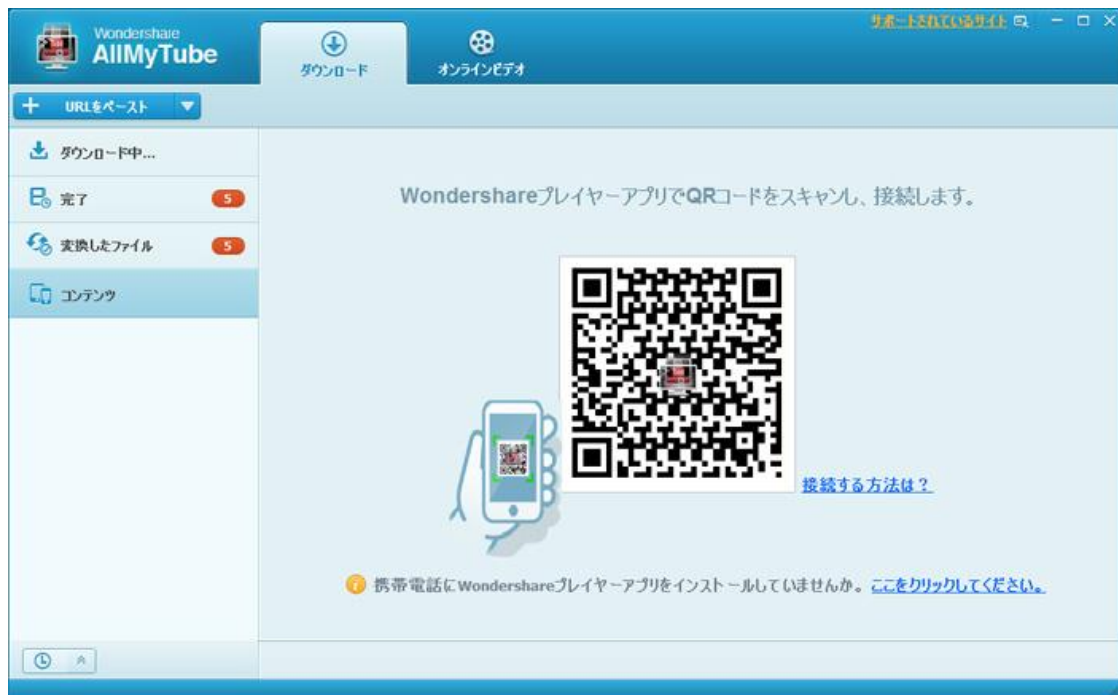 Wondershare
AllMyTube
ダウンロード
オンラインビデオ
サポートされているサイト
URLをペースト
ダウンロード中...
完了
5
変換したファイル
5
コンテンツ
WondershareプレイヤーアプリでQRコードをスキャンし、接続します。
接続する方法は？
携帯電話にWondershareプレイヤーアプリをインストールしていませんか。ここをクリックしてください。